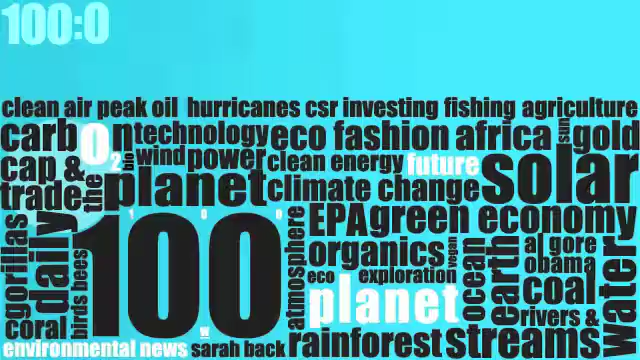 100:0
clean air peak oil hurricanes csr investing fishing agriculture
carbon technology eco fashion africa sun gold
O2 bio wind power clean energy future solar
cap & trade the planet climate change
gorillas daily 100 atmosphere EPA green economy
180
organics vegan ocean earth al gore water
birds bees eco exploration obama
coral planet coal
w rivers &
environmental news sarah back rainforest streams